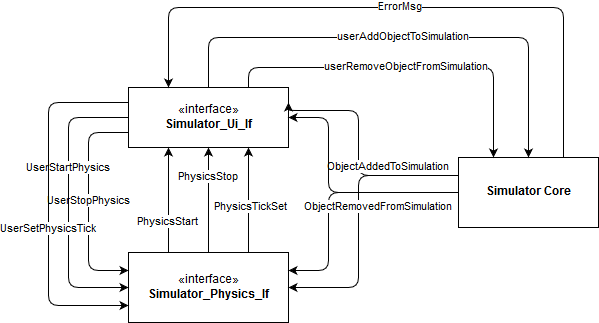 ErrorMsg
userAddObjectToSimulation
userRemoveObjectFromSimulation
«interface»
Simulator_Ui_If
UserStartPhysics
PhysicsStop
ObjectAddedToSimulation
Simulator Core
UserStopPhysics
PhysicsTickSet
ObjectRemovedFromSimulation
PhysicsStart
UserSetPhysicsTick
«interface»
Simulator_Physics_If